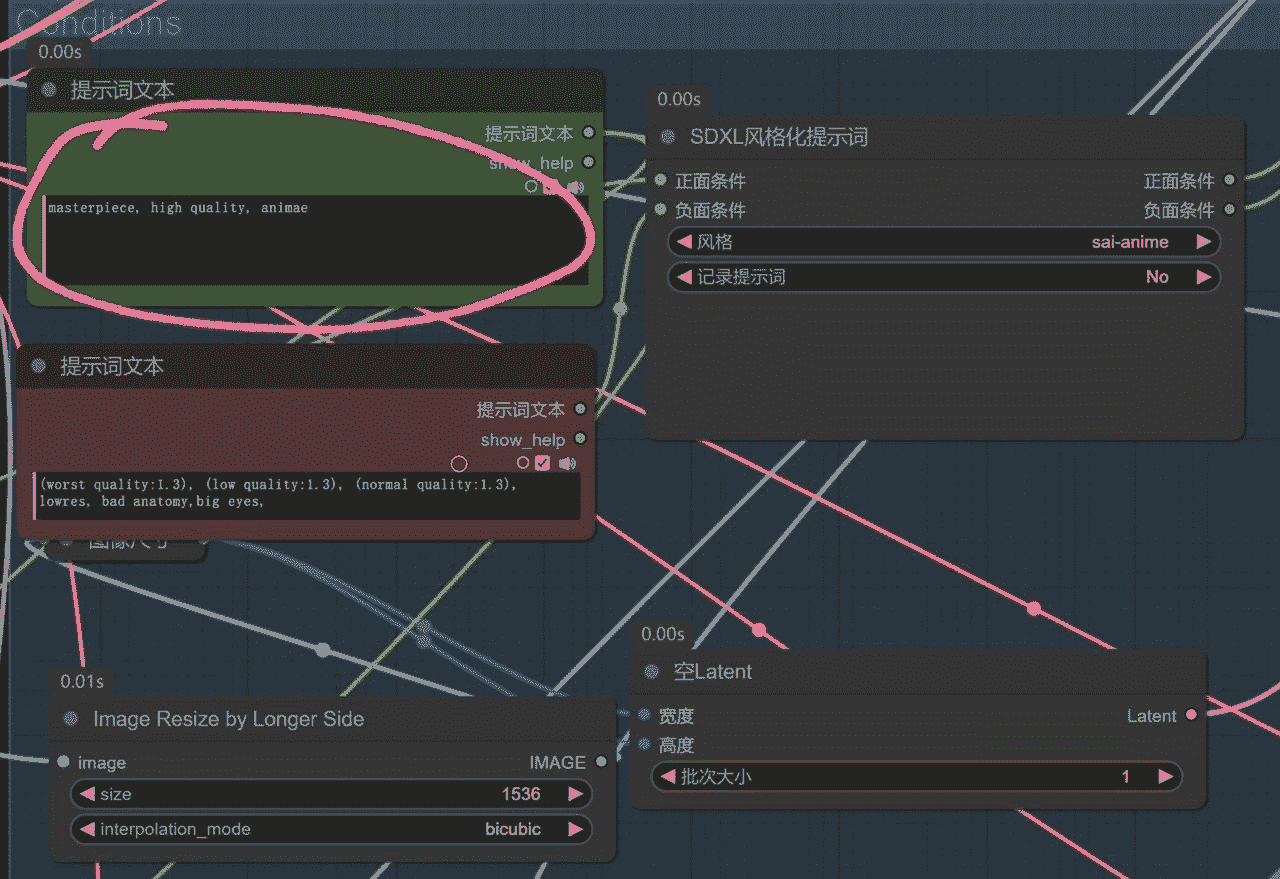 Conditions
0.00s
提示词文本
提示词文本
show_help
masterpiece, high quality, animae
0.00s
SDXL风格化提示词
正面条件
正面条件
负面条件
负面条件
风格
sai-anime
记录提示词
No
提示词文本
提示词文本
show_help
(worst quality:1.3), (low quality:1.3), (normal quality:1.3),
lowres, bad anatomy,big eyes,
图像尺寸
0.01s
Image Resize by Longer Side
image
IMAGE
size
1536
interpolation_mode
bicubic
0.00s
空Latent
宽度
Latent
高度
批次大小
1